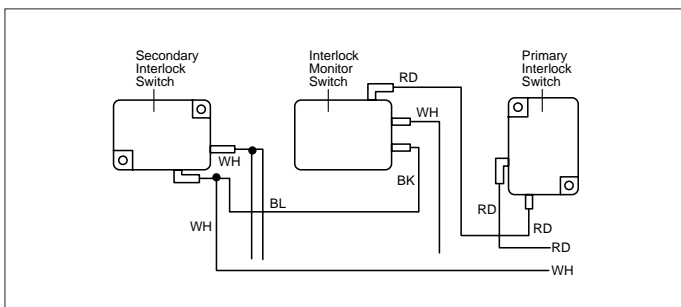 Secondary
Interlock
Switch
Interlock
Monitor
Switch
Primary
Interlock
Switch
RD
WH
WH
BK
BL
RD
RD
WH
RD
WH